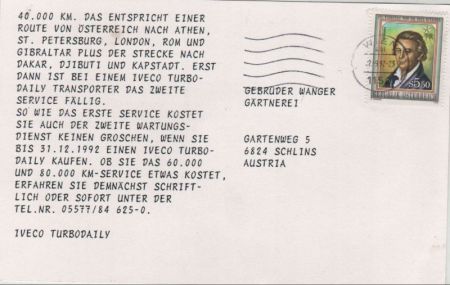 40.000 KM. DAS ENTSPRICHT EINER
ROUTE VON ÖSTERREICH NACH ATHEN,
ST. PETERSBURG, LONDON, ROM UND
GIBRALTAR PLUS DER STRECKE NACH
DAKAR, DJIBUTI UND KAPSTADT. ERST
DANN IST BEI EINEM IVECO TURBO-
DAILY TRANSPORTER DAS ZWEITE
SERVICE FÄLLIG.
SO WIE DAS ERSTE SERVICE KOSTET
SIE AUCH DER ZWEITE WARTUNGS-
DIENST KEINEN GROSCHEN, WENN SIE
BIS 31.12.1992 EINEN IVECO TURBO-
DAILY KAUFEN. OB SIE DAS 60.000
UND 80.000 KM-SERVICE ETWAS KOSTET,
ERFAHREN SIE DEMNÄCHST SCHRIFT-
LICH ODER SOFORT UNTER DER
TEL.NR. 05577/84 625-0.
IVECO TURBODAILY
GEBRÜDER WANGER
GÄRTNEREI
GARTENWEG 5
6824 SCHLINS
AUSTRIA
S5.50
REPUBLIK ÖSTERREICH